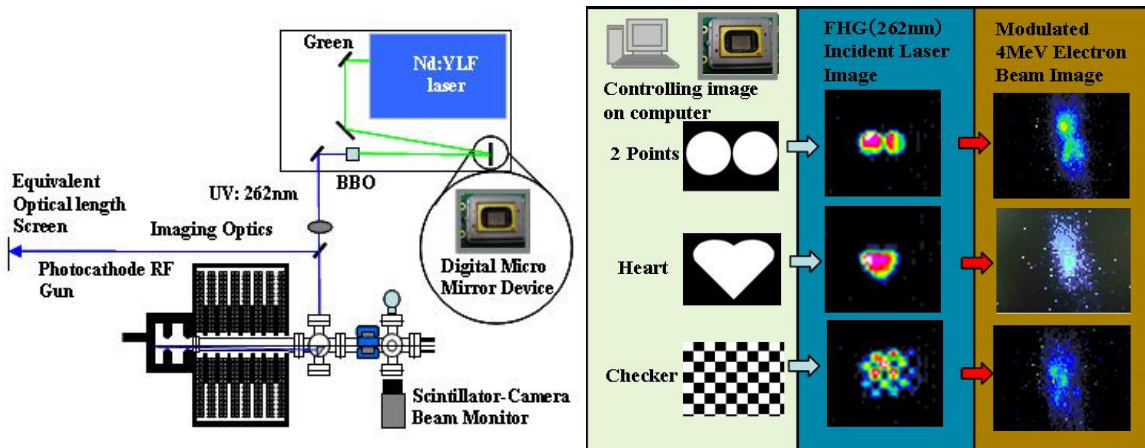 Green
Nd:YLF
laser
BBO
UV: 262nm
Equivalent
Optical length
Screen
Imaging Optics
Photocathode RF
Gun
Digital Micro
Mirror Device
Scintillator-Camera
Beam Monitor
Controlling image
on computer
2 Points
Heart
Checker
FHG(262nm)
Incident Laser
Image
Modulated
4MeV Electron
Beam Image